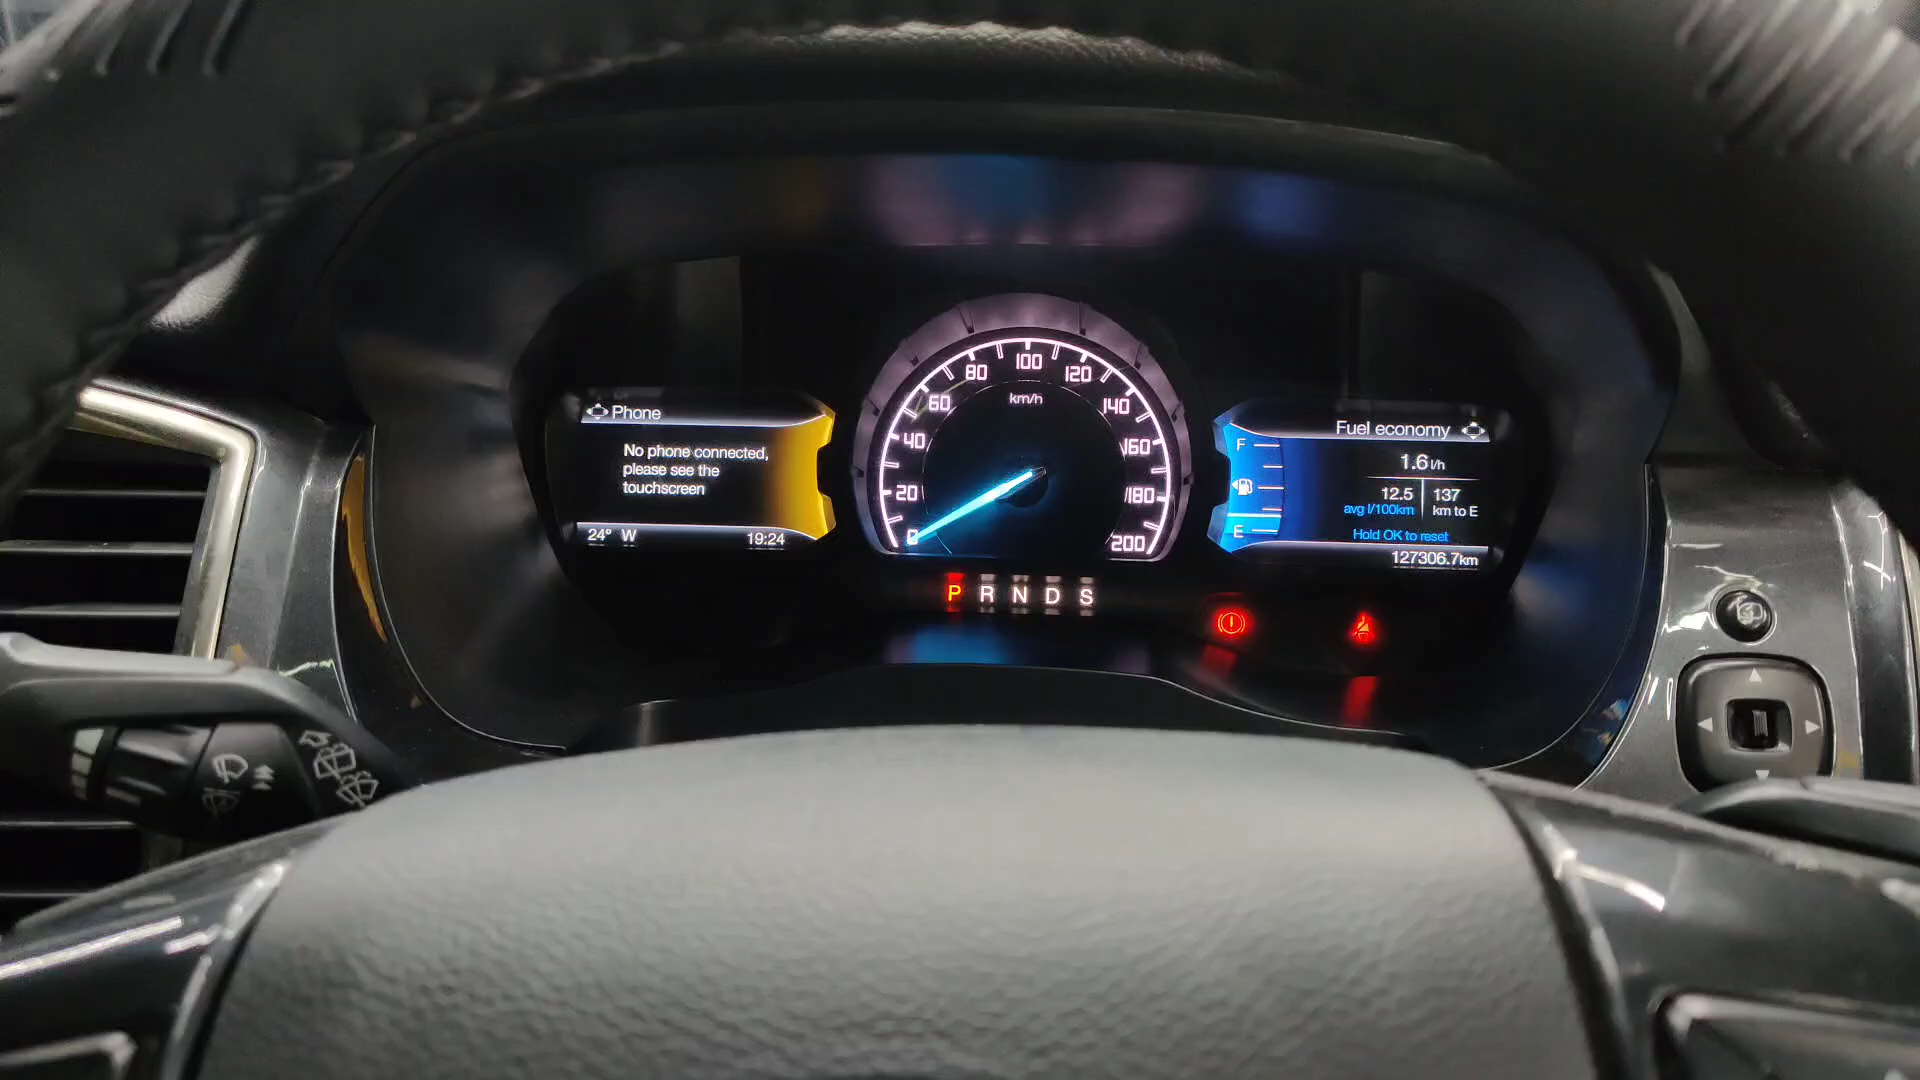 Phone
No phone connected,
please see the
touchscreen
24° W
19:24
0
20
40
60
80
100
120
140
160
180
200
km/h
P R N D S
Fuel economy
F
E
1.6 l/h
12.5
avg l/100km
137
km to E
Hold OK to reset
127306.7km